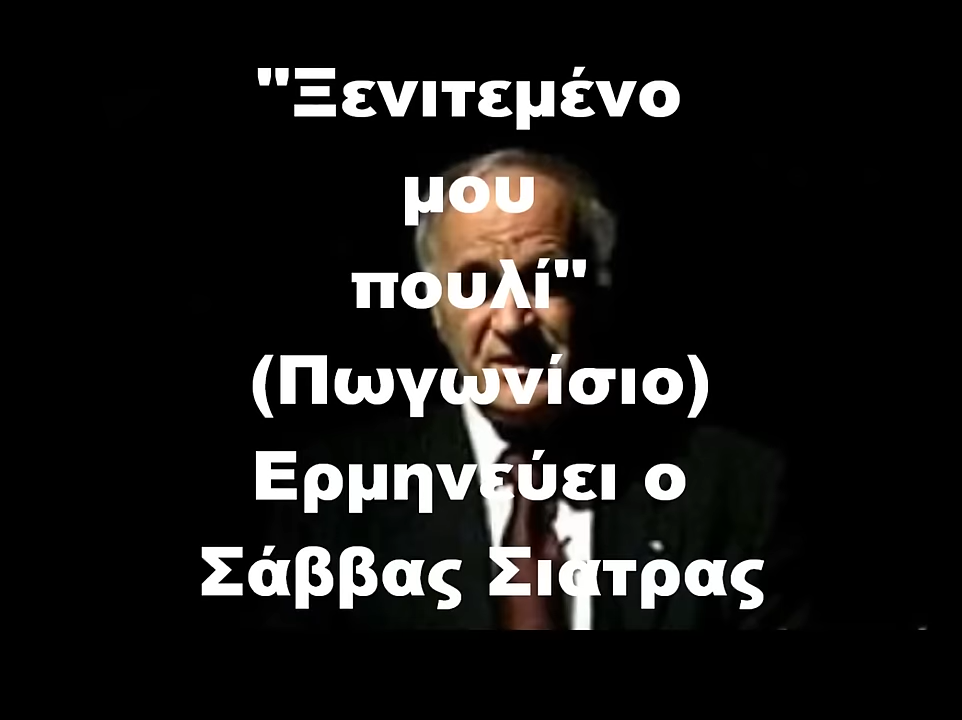 "Ξενιτεμένο
μου
πουλί"
(Πωγωνίσιο)
Ερμηνεύει ο
Σάββας Σιατρας